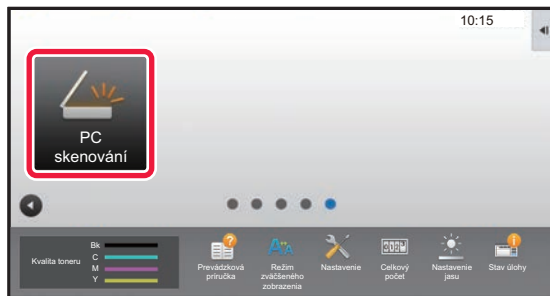 10:15
PC
skenování
Kvalita toneru
Bk
C
M
Y
Prevádzková
príručka
Režim
zväčšeného
zobrazenia
Nastavenie
Celkový
počet
Nastavenie
jasu
Stav úlohy